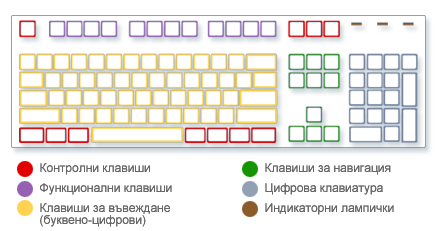 Контролни клавиши
Функционални клавиши
Клавиши за въвеждане
(буквено-цифрови)
Клавиши за навигация
Цифрова клавиатура
Индикаторни лампички